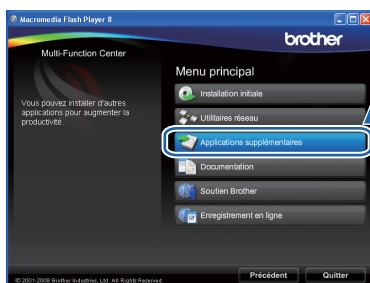 Macromedia Flash Player 8
brother
Multi-Function Center
Menu principal
Vous pouvez installer d'autres
applications pour augmenter la
productivité.
Installation initiale
Utilitaires réseau
Applications supplémentaires
Documentation
Soutien Brother
Enregistrement en ligne
© 2001-2008 Brother Industries, Ltd. All Rights Reserved.
Précédent
Quitter